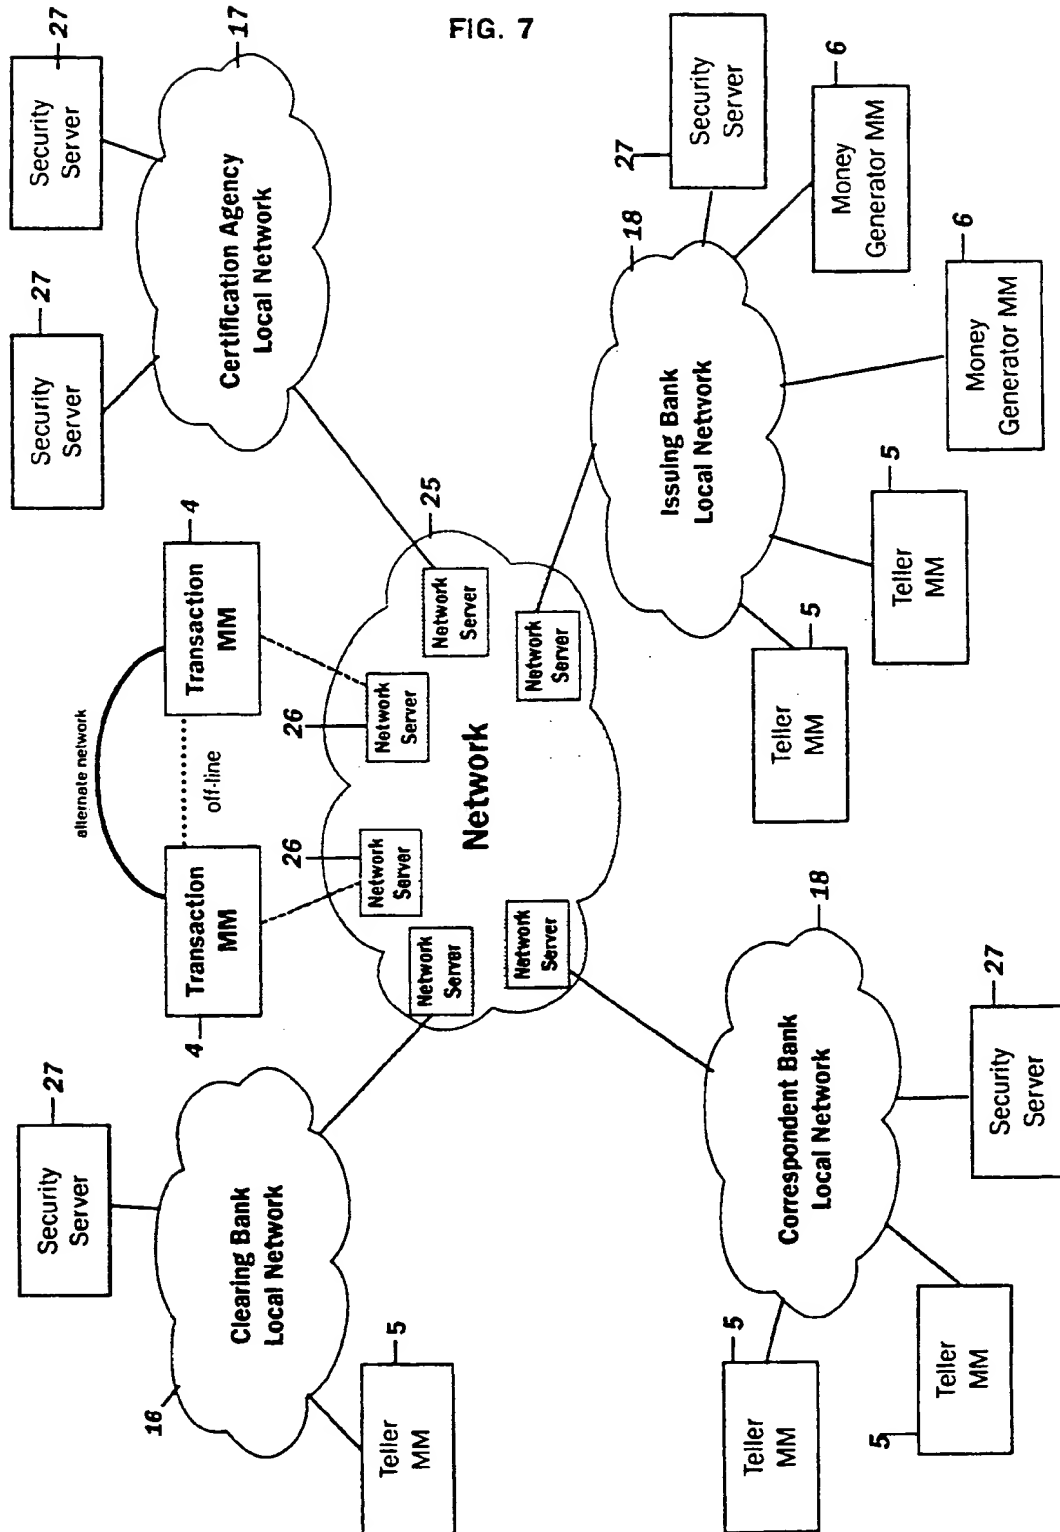 FIG. 7
Security
Server
27
Teller
MM
5
Clearing Bank
Local Network
16
Transaction
MM
4
alternate network
off-line
Transaction
MM
4
Security
Server
27
Security
Server
27
Certification Agency
Local Network
17
Network
Server
Network
Server
26
Network
Server
26
Network
Server
25
Network
Network
Server
Network
Server
Teller
MM
5
Teller
MM
5
Correspondent Bank
Local Network
18
Security
Server
27
Teller
MM
5
Teller
MM
5
Issuing Bank
Local Network
18
Security
Server
27
Money
Generator MM
6
Money
Generator MM
6